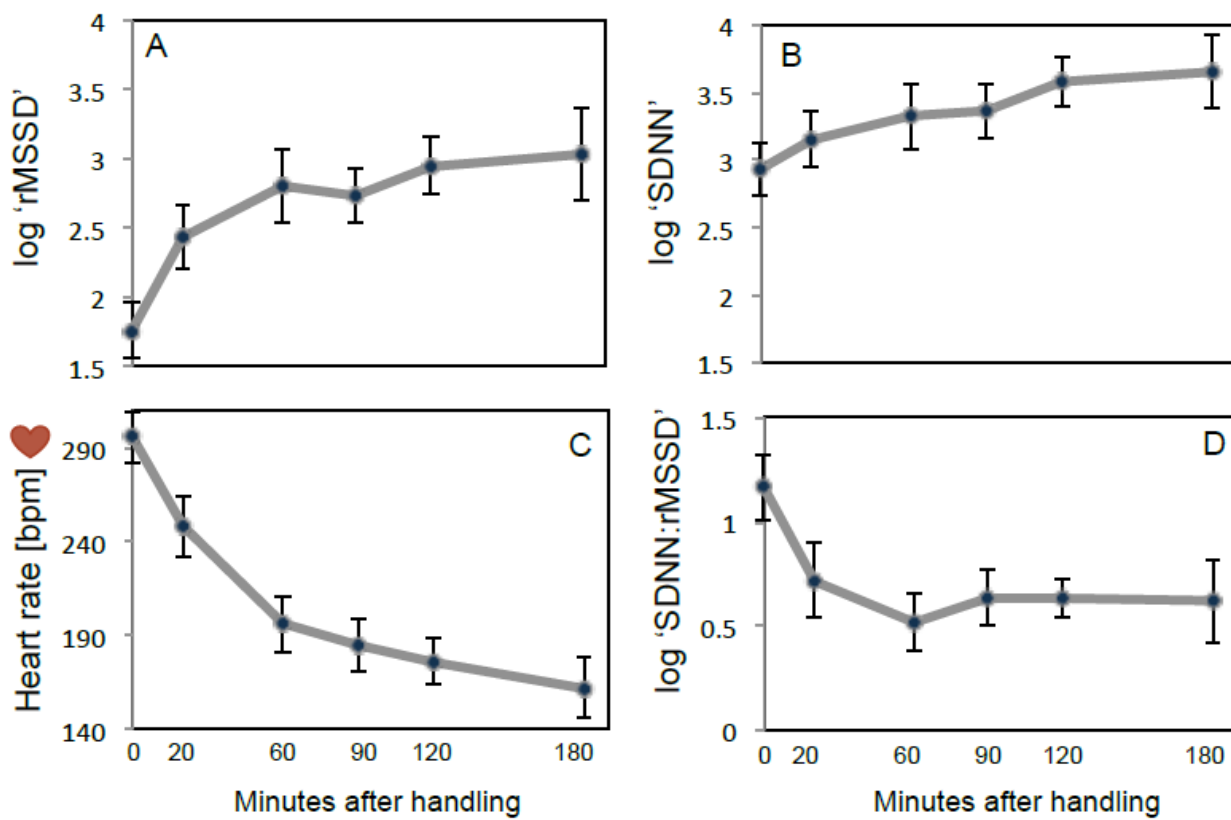 A
log ‘rMSSD’
4
3.5
3
2.5
2
1.5
B
log ‘SDNN’
4
3.5
3
2.5
2
1.5
C
Heart rate [bpm]
290
240
190
140
0 20 60 90 120 180
Minutes after handling
D
log ‘SDNN:rMSSD’
1.5
1
0.5
0
0 20 60 90 120 180
Minutes after handling